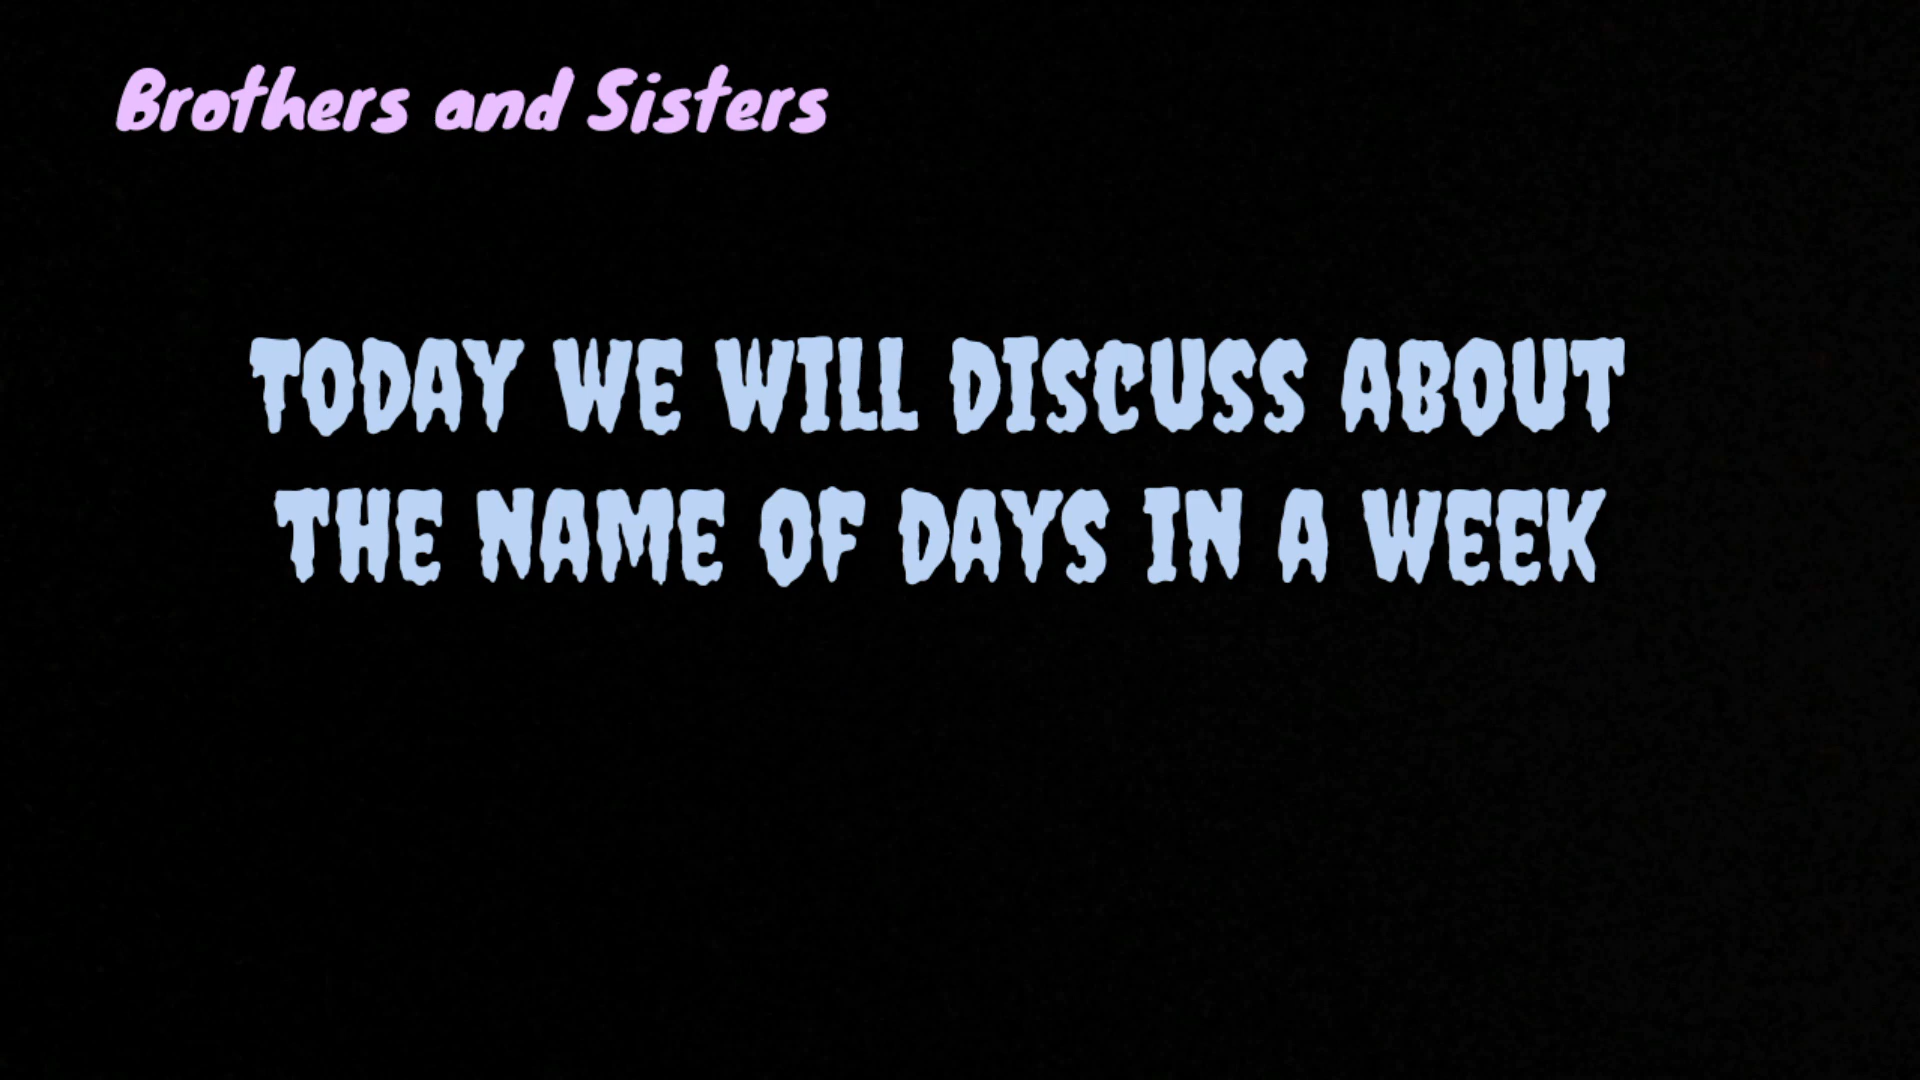 Brothers and Sisters
TODAY WE WILL DISCUSS ABOUT
THE NAME OF DAYS IN A WEEK